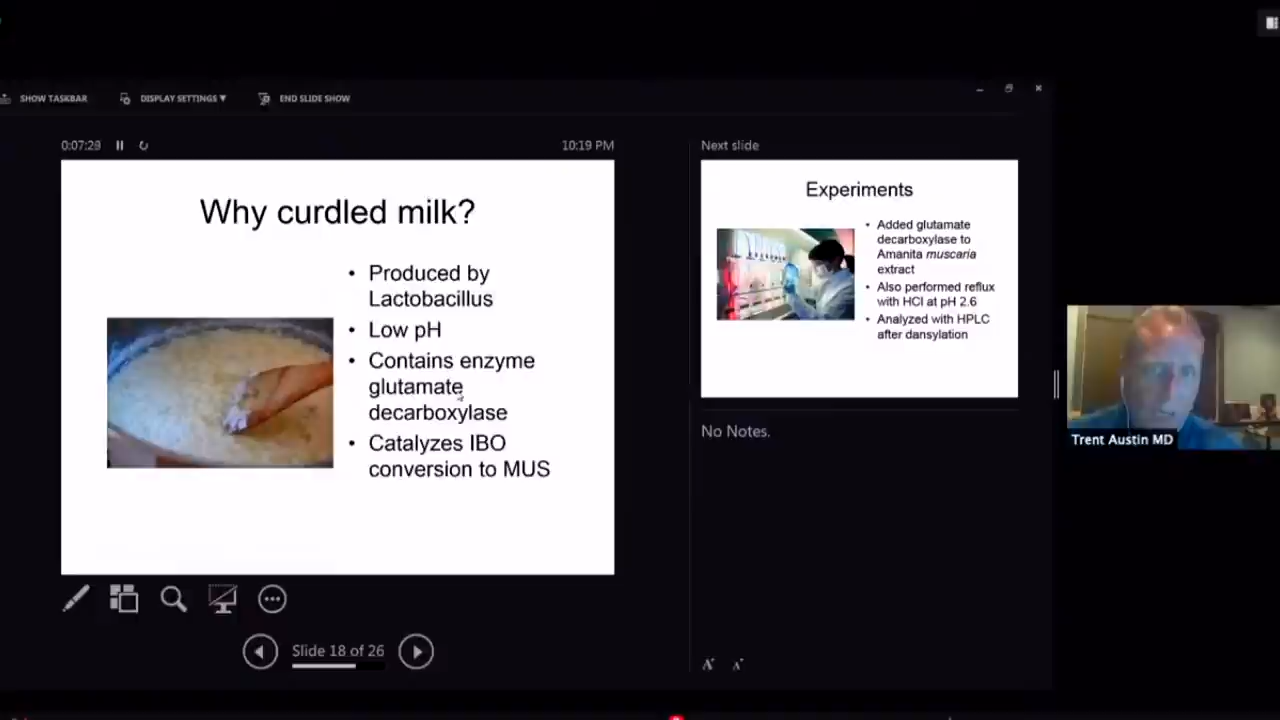 SHOW TASKBAR
DISPLAY SETTINGS ▼
END SLIDE SHOW
0:07:29
10:19 PM
Why curdled milk?
• Produced by
Lactobacillus
• Low pH
• Contains enzyme
glutamate
decarboxylase
• Catalyzes IBO
conversion to MUS
Slide 18 of 26
Next slide
Experiments
• Added glutamate
decarboxylase to
Amanita muscaria
extract
• Also performed reflux
with HCl at pH 2.6
• Analyzed with HPLC
after dansylation
No Notes.
A
A
Trent Austin MD